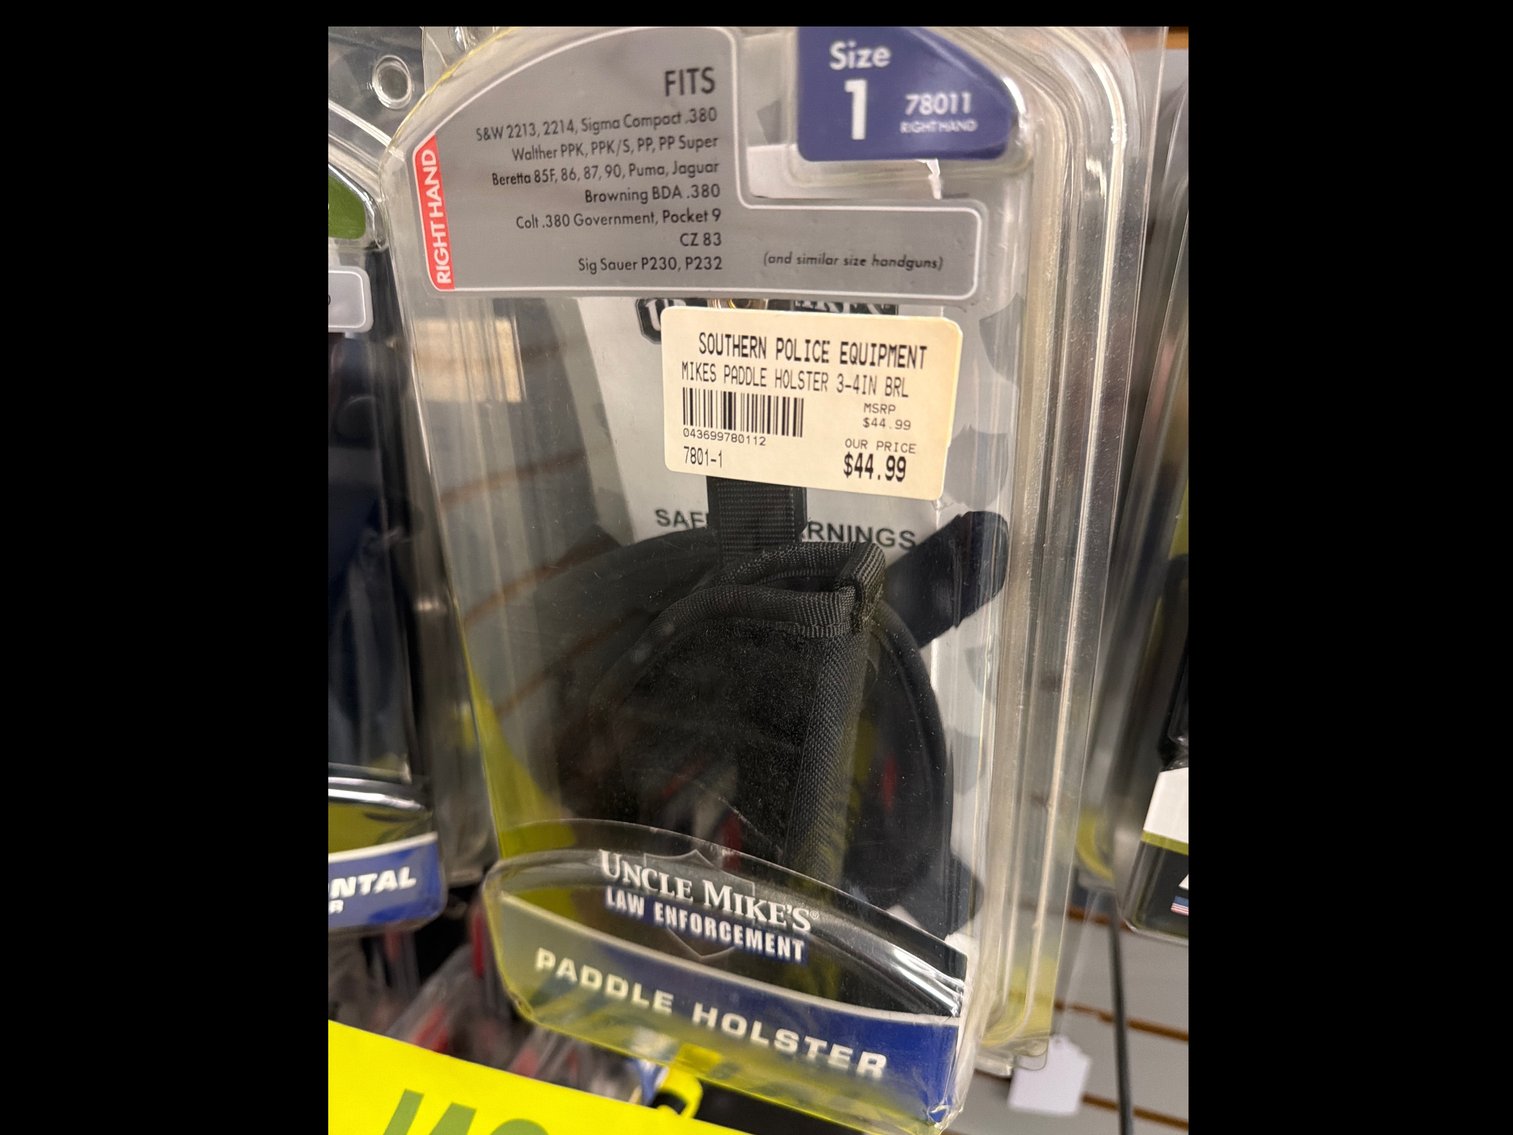 FITS
S&W 2213, 2214, Sigma Compact .380
Walther PPK, PPK/S, PP, PP Super
Beretta 85F, 86, 87, 90, Puma, Jaguar
Browning BDA .380
Colt .380 Government, Pocket 9
CZ 83
Sig Sauer P230, P232
(and similar size handguns)
RIGHT HAND
Size
1
78011
RIGHT HAND
SOUTHERN POLICE EQUIPMENT
MIKES PADDLE HOLSTER 3-4IN BRL
MSRP
$44.99
043699780112
OUR PRICE
7801-1
$44.99
SAF RNINGS
UNCLE MIKE'S®
LAW ENFORCEMENT
PADDLE HOLSTER
NTAL
R